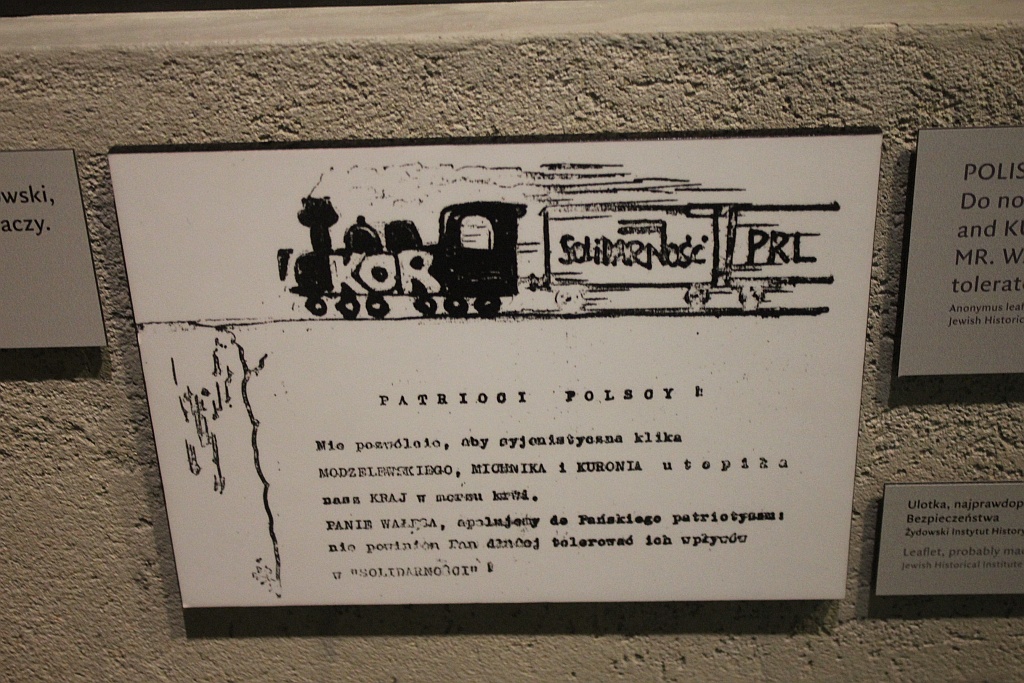 wski,
aczy.
KOR
SOLIDARNOŚĆ
PRL
PATRIOCI POLSCY !
Nie pozwólcie, aby syjonistyczna klika
MODZELEWSKIEGO, MICHNIKA i KURONIA utopiła
nasz KRAJ w morzu krwi.
PANIE WAŁĘSA, apelujemy do Pańskiego patriotyzmu:
nie powinien Pan dłużej tolerować ich wpływów
w "SOLIDARNOŚCI" !
POLIS
Do no
and KU
MR. W
tolerat
Anonymus leaf
Jewish Historic
Ulotka, najprawdop
Bezpieczeństwa
Żydowski Instytut History
Leaflet, probably ma
Jewish Historical Institute